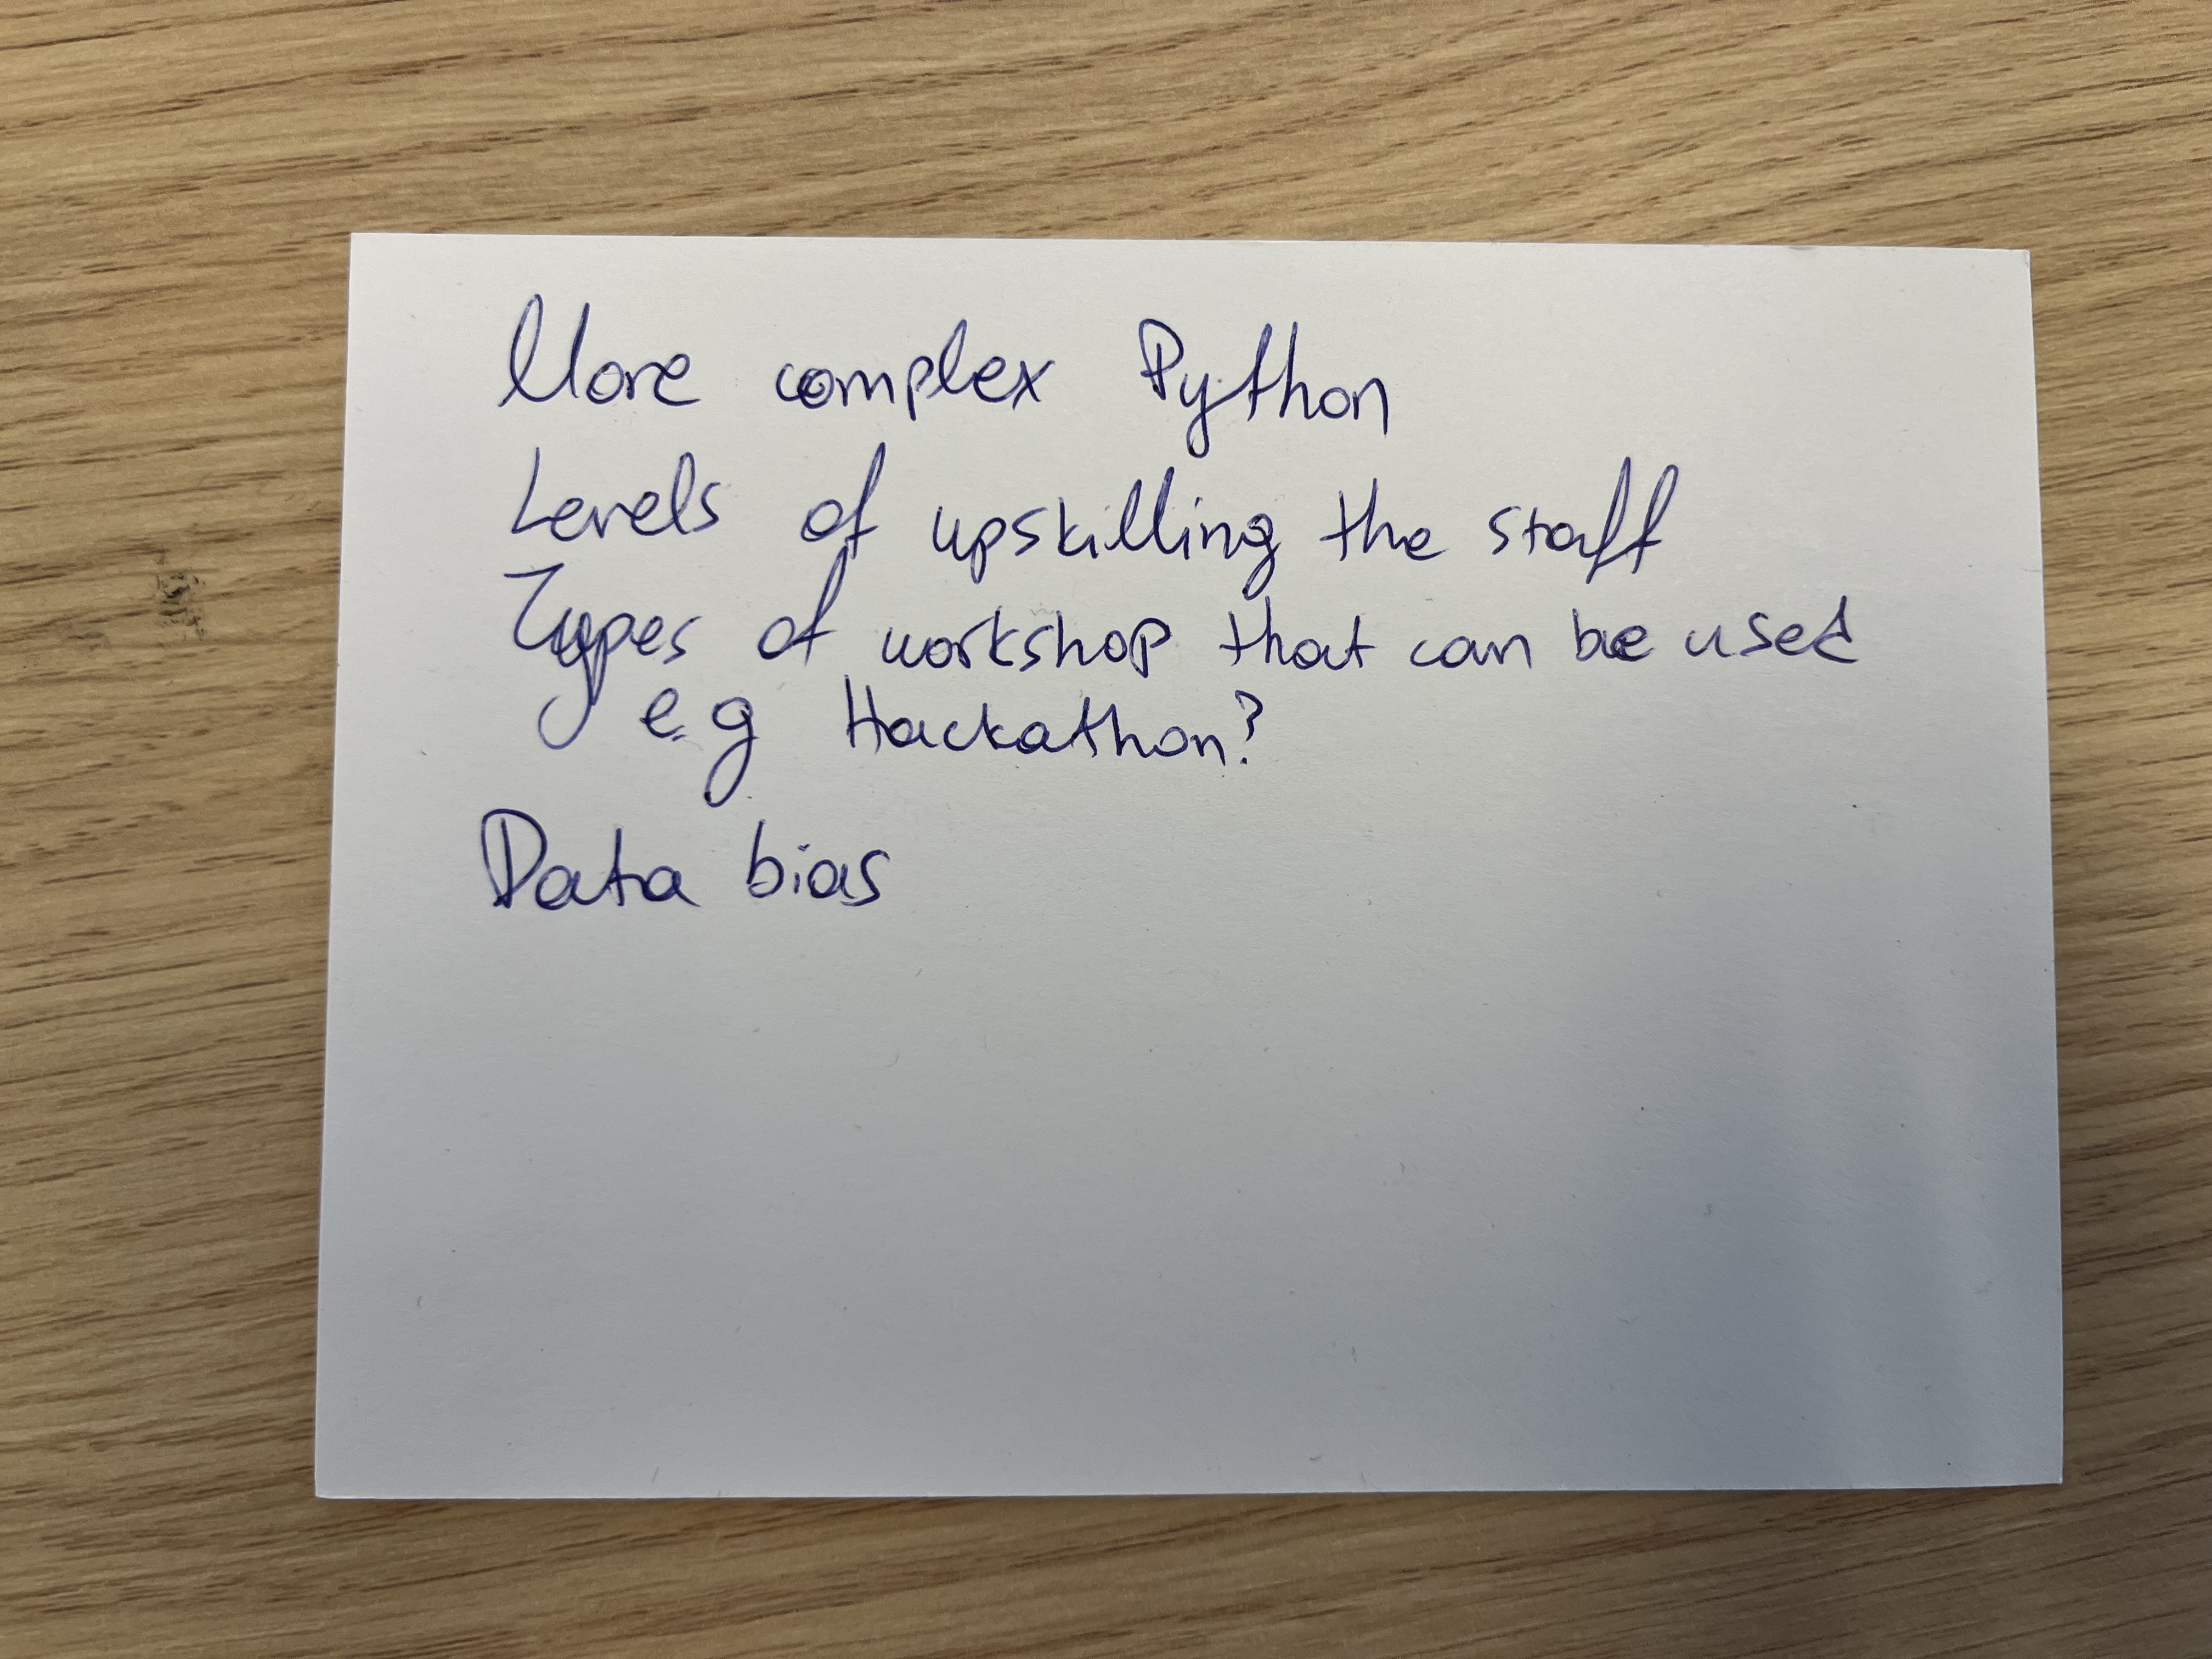 More complex Python
Levels of upskilling the staff
Types of workshop that can be used
e.g Hackathon?
Data bias